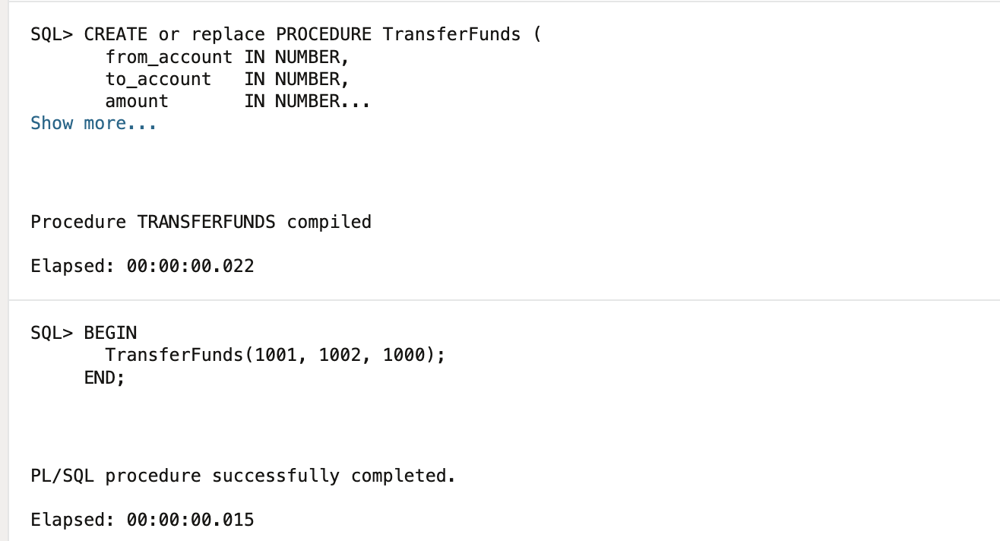 SQL> CREATE or replace PROCEDURE TransferFunds (
       from_account IN NUMBER,
       to_account   IN NUMBER,
       amount       IN NUMBER...
Show more...
Procedure TRANSFERFUNDS compiled
Elapsed: 00:00:00.022
SQL> BEGIN
       TransferFunds(1001, 1002, 1000);
     END;
PL/SQL procedure successfully completed.
Elapsed: 00:00:00.015